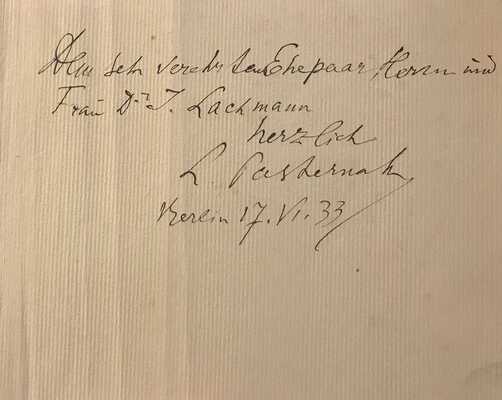 Dem sehr verehrten Ehepaar, Herrn und
Frau Dr. J. Lachmann
herzlich
L. Pasternak
Berlin 17. VI. 33